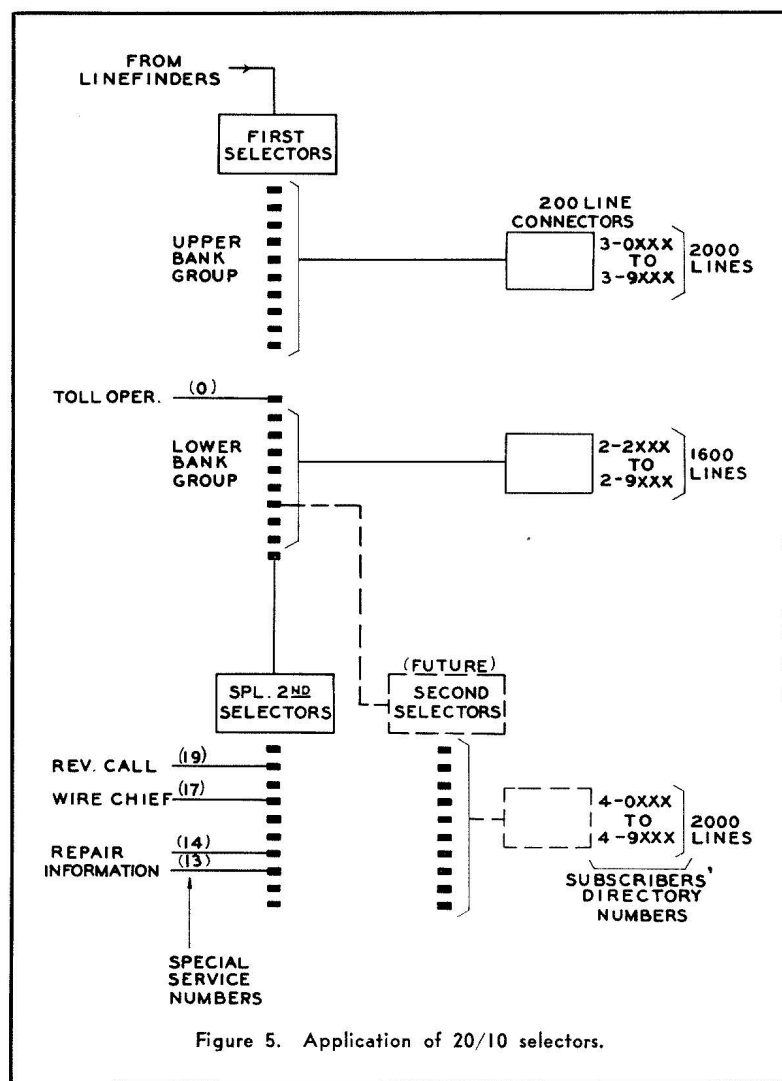 FROM
LINEFINDERS
FIRST
SELECTORS
UPPER
BANK
GROUP
200 LINE
CONNECTORS
3-0XXX
TO
3-9XXX
2000
LINES
TOLL OPER.
(0)
LOWER
BANK
GROUP
2-2XXX
TO
2-9XXX
1600
LINES
SPL. 2ND
SELECTORS
(FUTURE)
SECOND
SELECTORS
REV. CALL
(19)
WIRE CHIEF
(17)
REPAIR
(14)
INFORMATION
(13)
4-0XXX
TO
4-9XXX
2000
LINES
SUBSCRIBERS'
DIRECTORY
NUMBERS
SPECIAL
SERVICE
NUMBERS
Figure 5. Application of 20/10 selectors.